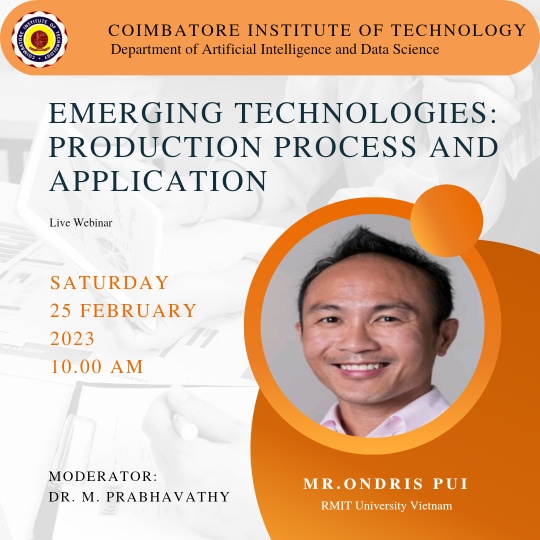 COIMBATORE INSTITUTE OF TECHNOLOGY
Department of Artificial Intelligence and Data Science
EMERGING TECHNOLOGIES:
PRODUCTION PROCESS AND
APPLICATION
Live Webinar
SATURDAY
25 FEBRUARY
2023
10.00 AM
MODERATOR:
DR. M. PRABHAVATHY
MR.ONDRIS PUI
RMIT University Vietnam